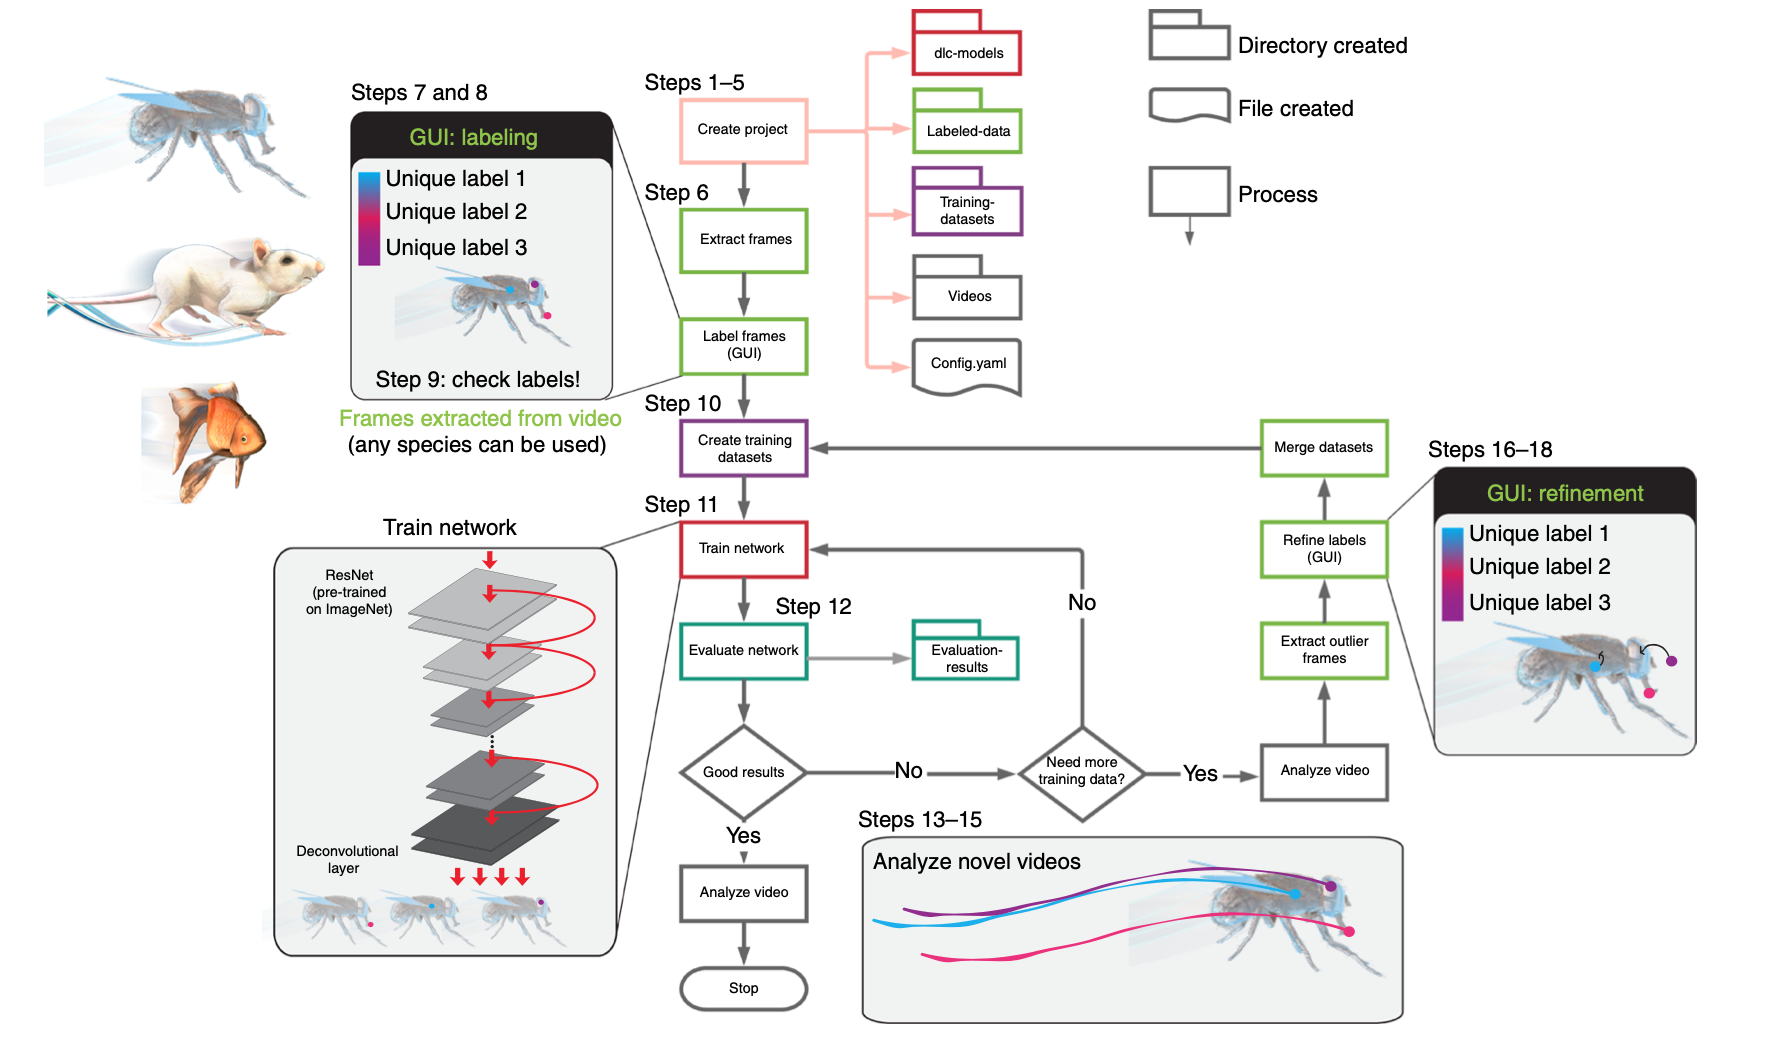 Steps 7 and 8
GUI: labeling
Unique label 1
Unique label 2
Unique label 3
Step 9: check labels!
Frames extracted from video
(any species can be used)
Steps 1–5
Create project
Step 6
Extract frames
Label frames
(GUI)
Step 10
Create training
datasets
Step 11
Train network
Step 12
Evaluate network
Good results
Yes
Analyze video
Stop
dlc-models
Labeled-data
Training-
datasets
Videos
Config.yaml
Directory created
File created
Process
Train network
ResNet
(pre-trained
on ImageNet)
Deconvolutional
layer
Evaluation-
results
No
Need more
training data?
No
Yes
Analyze video
Extract outlier
frames
Refine labels
(GUI)
Merge datasets
Steps 16–18
GUI: refinement
Unique label 1
Unique label 2
Unique label 3
Steps 13–15
Analyze novel videos